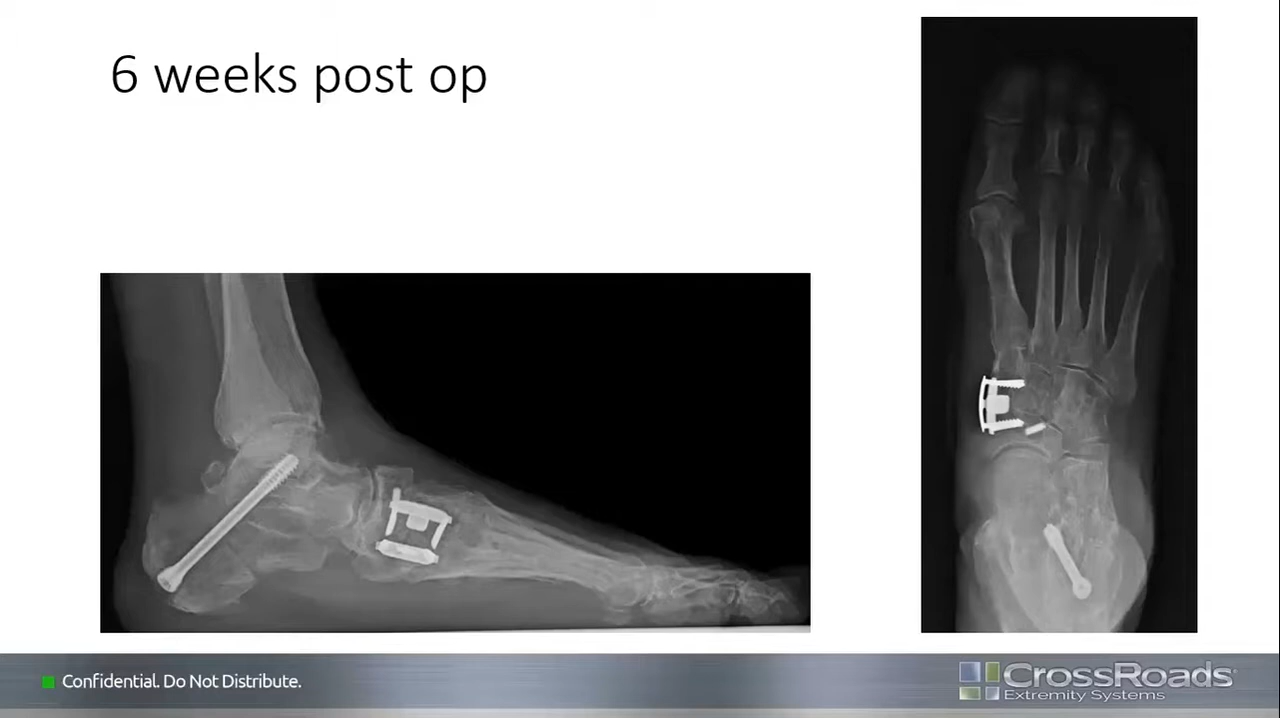 6 weeks post op
Confidential. Do Not Distribute.
CrossRoads
Extremity Systems